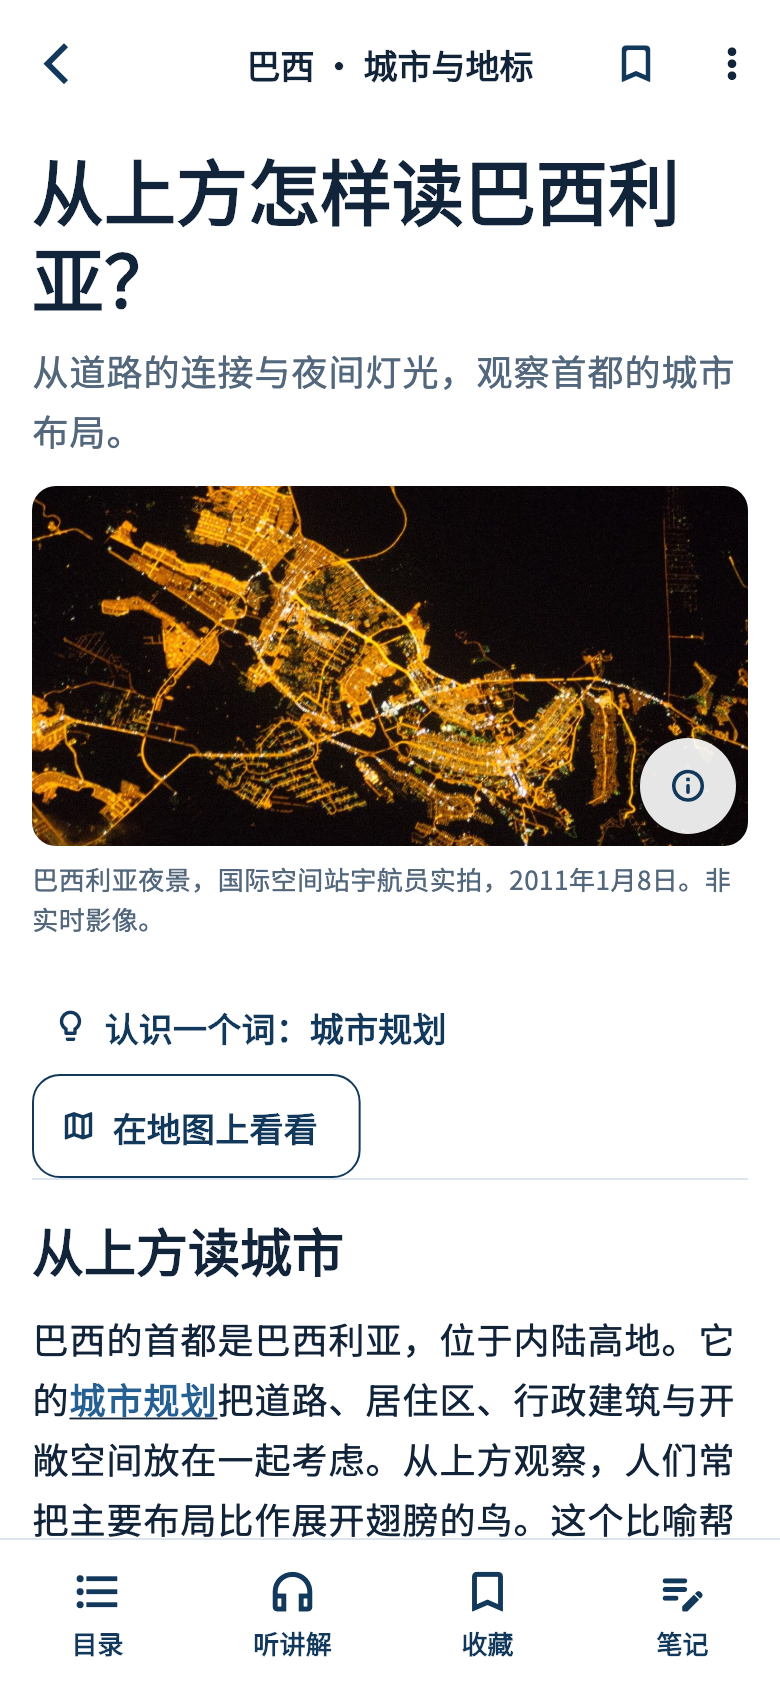 巴西 · 城市与地标
从上方怎样读巴西利
亚?
从道路的连接与夜间灯光，观察首都的城市
布局。
巴西利亚夜景，国际空间站宇航员实拍，2011年1月8日。非
实时影像。
认识一个词：城市规划
在地图上看看
从上方读城市
巴西的首都是巴西利亚，位于内陆高地。它
的城市规划把道路、居住区、行政建筑与开
敞空间放在一起考虑。从上方观察，人们常
把主要布局比作展开翅膀的鸟。这个比喻帮
目录
听讲解
收藏
笔记